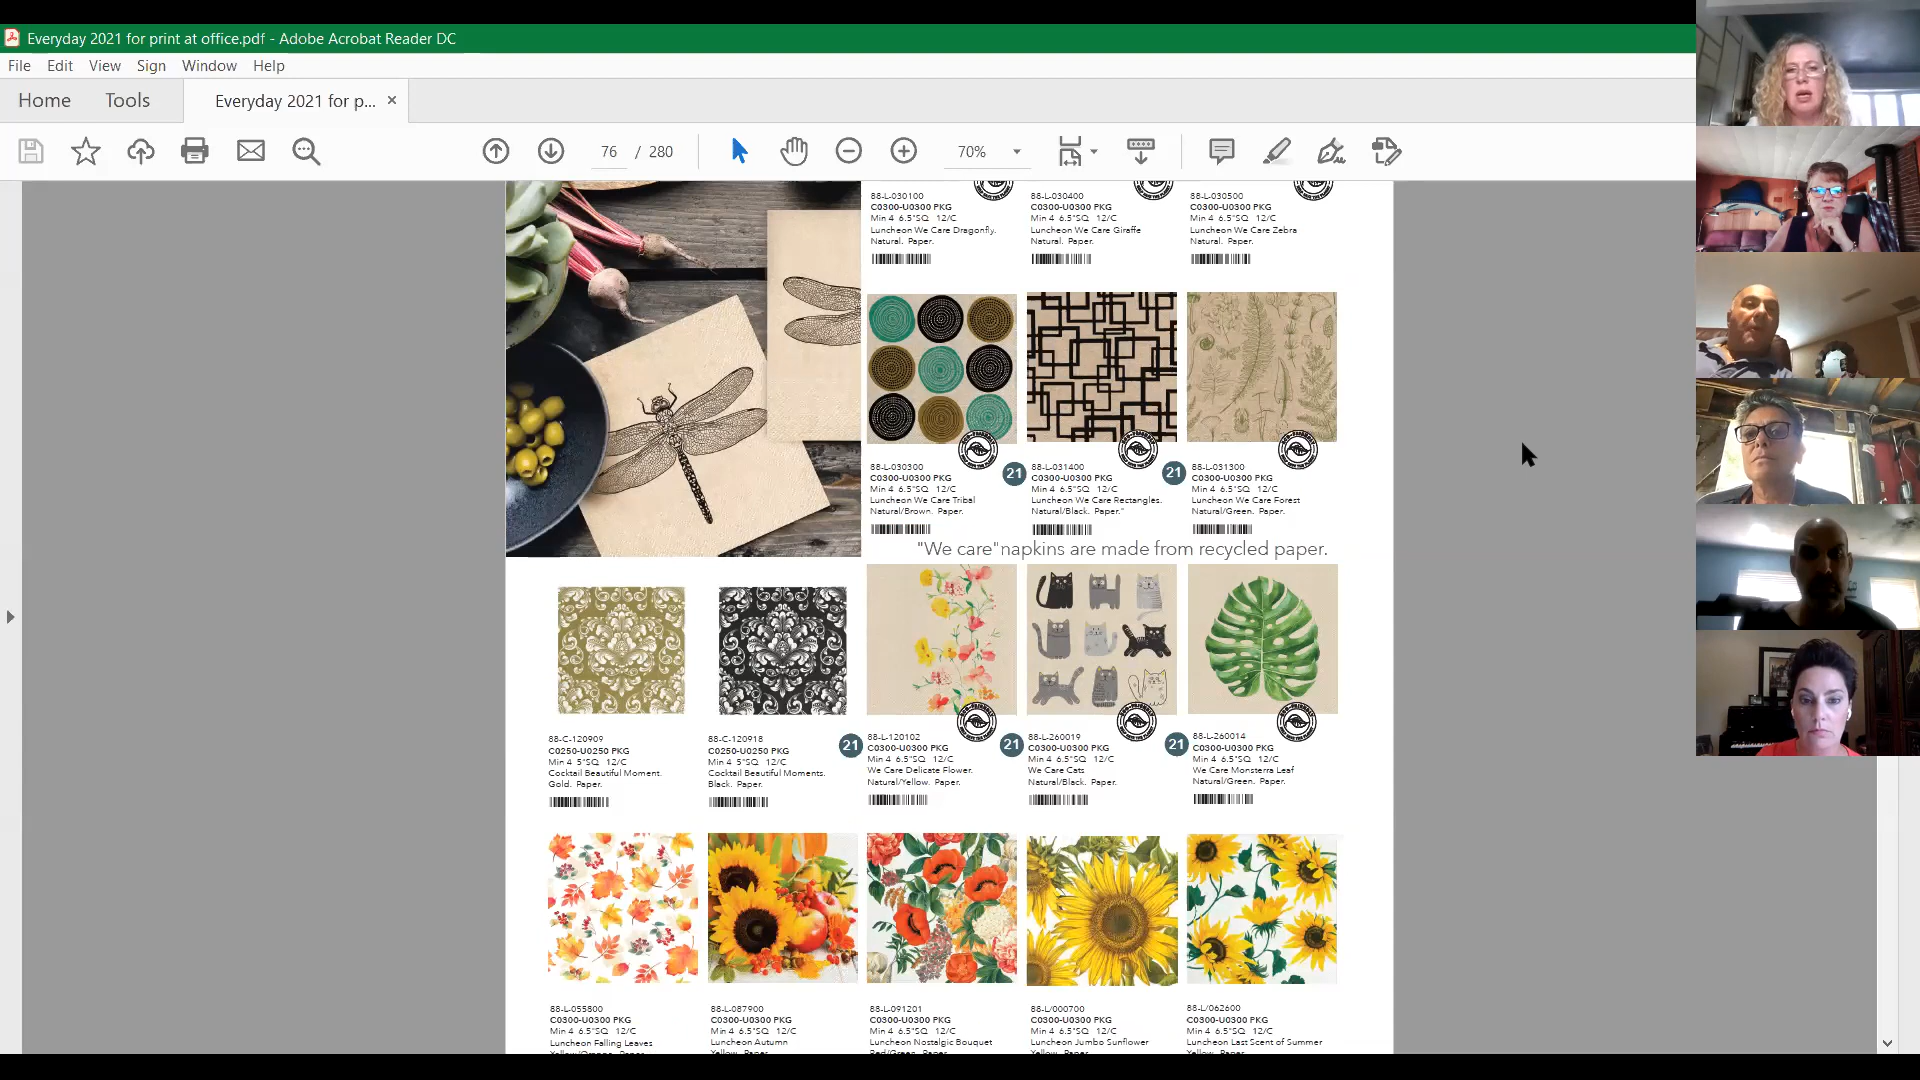 Everyday 2021 for print at office.pdf - Adobe Acrobat Reader DC
File Edit View Sign Window Help
Home Tools Everyday 2021 for p... ×
76 / 280 70%
88-L-030100
C0300-U0300 PKG
Min 4 6.5"SQ 12/C
Luncheon We Care Dragonfly.
Natural. Paper.
88-L-030400
C0300-U0300 PKG
Min 4 6.5"SQ 12/C
Luncheon We Care Giraffe
Natural. Paper.
88-L-030500
C0300-U0300 PKG
Min 4 6.5"SQ 12/C
Luncheon We Care Zebra
Natural. Paper.
88-L-030300
C0300-U0300 PKG
Min 4 6.5"SQ 12/C
Luncheon We Care Tribal
Natural/Brown. Paper.
21
88-L-031400
C0300-U0300 PKG
Min 4 6.5"SQ 12/C
Luncheon We Care Rectangles.
Natural/Black. Paper."
21
88-L-031300
C0300-U0300 PKG
Min 4 6.5"SQ 12/C
Luncheon We Care Forest
Natural/Green. Paper.
"We care"napkins are made from recycled paper.
88-C-120909
C0250-U0250 PKG
Min 4 5"SQ 12/C
Cocktail Beautiful Moment.
Gold. Paper.
88-C-120918
C0250-U0250 PKG
Min 4 5"SQ 12/C
Cocktail Beautiful Moments.
Black. Paper.
21
88-L-120102
C0300-U0300 PKG
Min 4 6.5"SQ 12/C
We Care Delicate Flower.
Natural/Yellow. Paper.
21
88-L-260019
C0300-U0300 PKG
Min 4 6.5"SQ 12/C
We Care Cats
Natural/Black. Paper.
21
88-L-260014
C0300-U0300 PKG
Min 4 6.5"SQ 12/C
We Care Monsterra Leaf
Natural/Green. Paper.
88-L-055800
C0300-U0300 PKG
Min 4 6.5"SQ 12/C
Luncheon Falling Leaves
Yellow/Orange. Paper.
88-L-087900
C0300-U0300 PKG
Min 4 6.5"SQ 12/C
Luncheon Autumn
Yellow. Paper.
88-L-091201
C0300-U0300 PKG
Min 4 6.5"SQ 12/C
Luncheon Nostalgic Bouquet
Red/Green. Paper.
88-L/000700
C0300-U0300 PKG
Min 4 6.5"SQ 12/C
Luncheon Jumbo Sunflower
Yellow. Paper.
88-L/062600
C0300-U0300 PKG
Min 4 6.5"SQ 12/C
Luncheon Last Scent of Summer
Yellow. Paper.